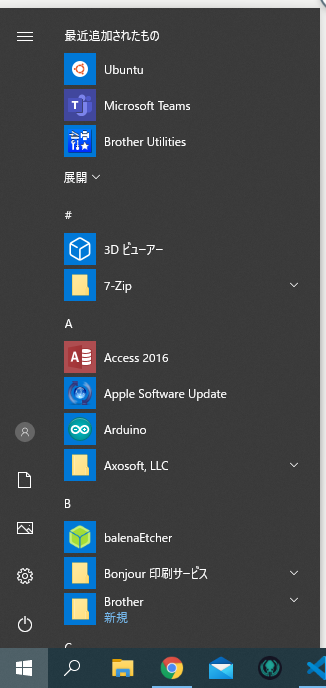 最近追加されたもの
Ubuntu
Microsoft Teams
Brother Utilities
展開
#
3D ビューアー
7-Zip
A
Access 2016
Apple Software Update
Arduino
Axosoft, LLC
B
balenaEtcher
Bonjour 印刷サービス
Brother
新規